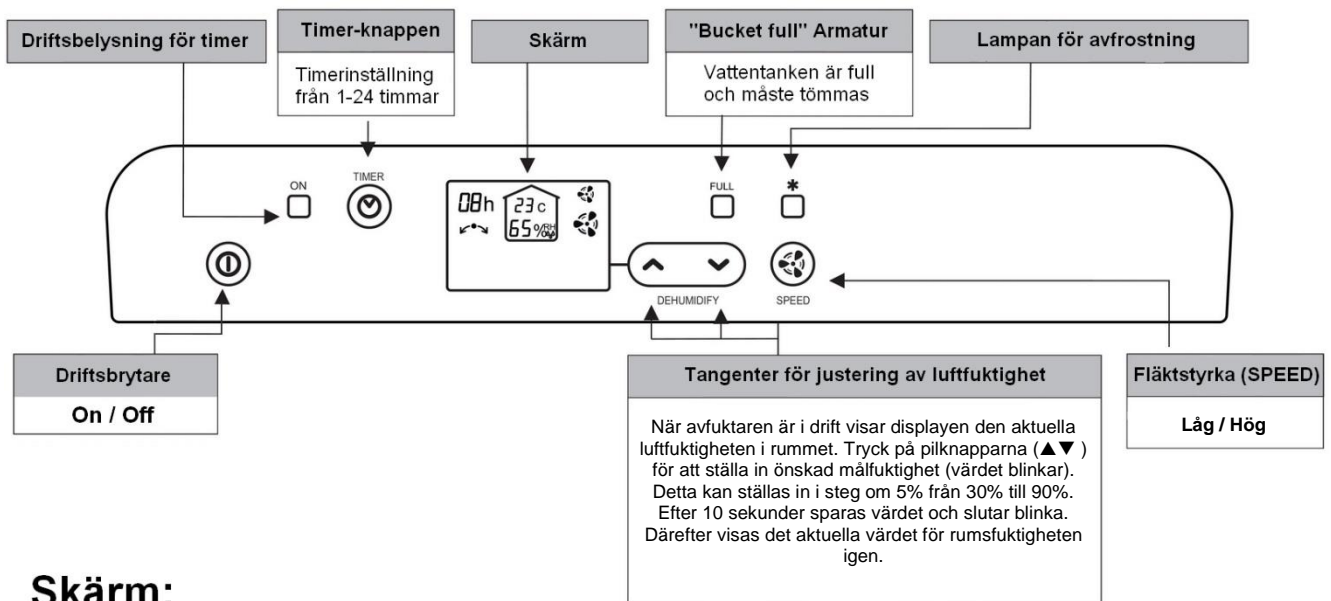 Driftsbelysning för timer
Timer-knappen
Timerinställning
från 1-24 timmar
Skärm
"Bucket full" Armatur
Vattentanken är full
och måste tömmas
Lampan för avfrostning
ON
TIMER
08h
23 c
65 %RH
FULL
*
DEHUMIDIFY
SPEED
Driftsbrytare
On / Off
Tangenter för justering av luftfuktighet
När avfuktaren är i drift visar displayen den aktuella
luftfuktigheten i rummet. Tryck på pilknapparna (▲▼ )
för att ställa in önskad målfuktighet (värdet blinkar).
Detta kan ställas in i steg om 5% från 30% till 90%.
Efter 10 sekunder sparas värdet och slutar blinka.
Därefter visas det aktuella värdet för rumsfuktigheten
igen.
Fläktstyrka (SPEED)
Låg / Hög
Skärm: